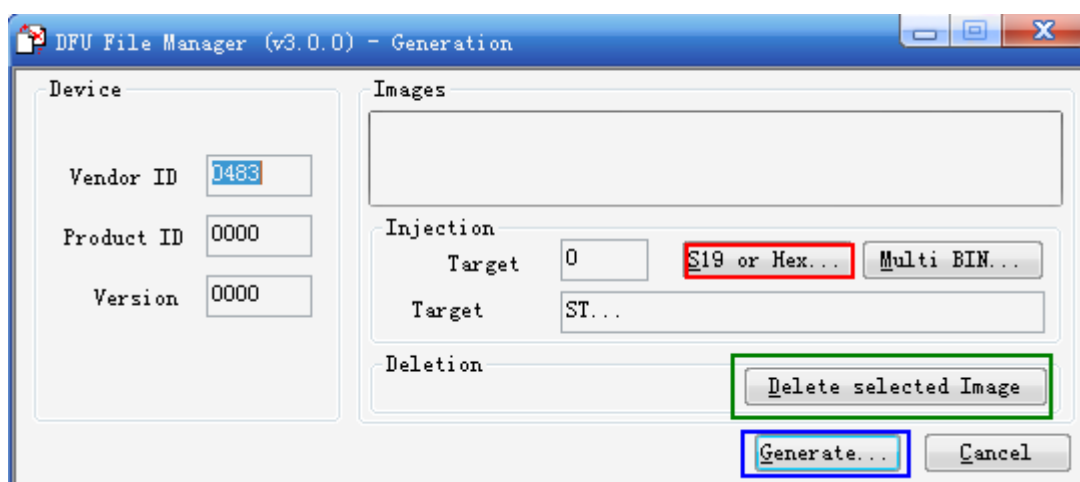 DFU File Manager (v3.0.0) - Generation
Device
Vendor ID 0483
Product ID 0000
Version 0000
Images
Injection
Target 0 S19 or Hex... Multi BIN...
Target ST...
Deletion
Delete selected Image
Generate... Cancel